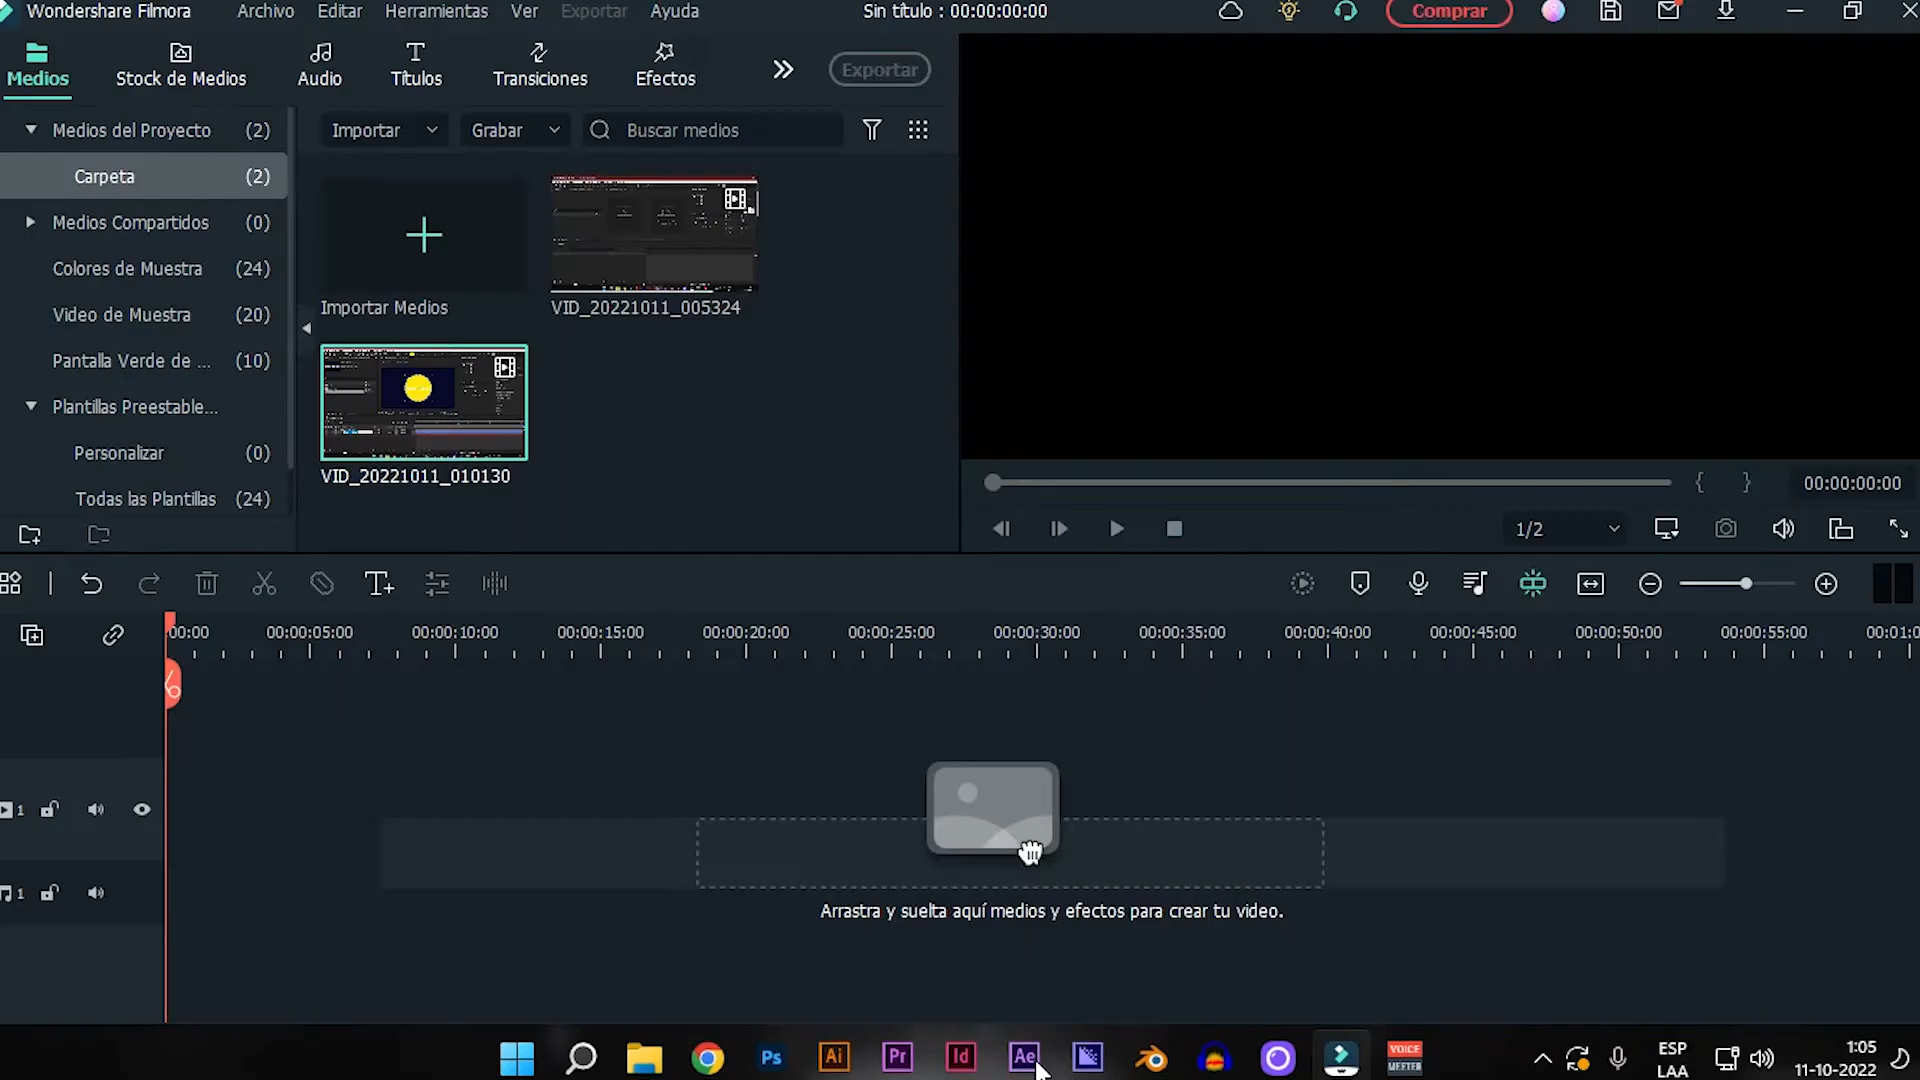 Wondershare Filmora Archivo Editar Herramientas Ver Exportar Ayuda Sin título : 00:00:00:00 Comprar
Medios Stock de Medios Audio Títulos Transiciones Efectos Exportar
Medios del Proyecto (2)
Carpeta (2)
Medios Compartidos (0)
Colores de Muestra (24)
Video de Muestra (20)
Pantalla Verde de ... (10)
Plantillas Preestable...
Personalizar (0)
Todas las Plantillas (24)
Importar Grabar Buscar medios
Importar Medios VID_20221011_005324
VID_20221011_010130
{ } 00:00:00:00
1/2
00:00 00:00:05:00 00:00:10:00 00:00:15:00 00:00:20:00 00:00:25:00 00:00:30:00 00:00:35:00 00:00:40:00 00:00:45:00 00:00:50:00 00:00:55:00 00:01:0
1
1
Arrastra y suelta aquí medios y efectos para crear tu video.
Ps Ai Pr Id Ae VOICE MEETER
ESP
LAA
1:05
11-10-2022